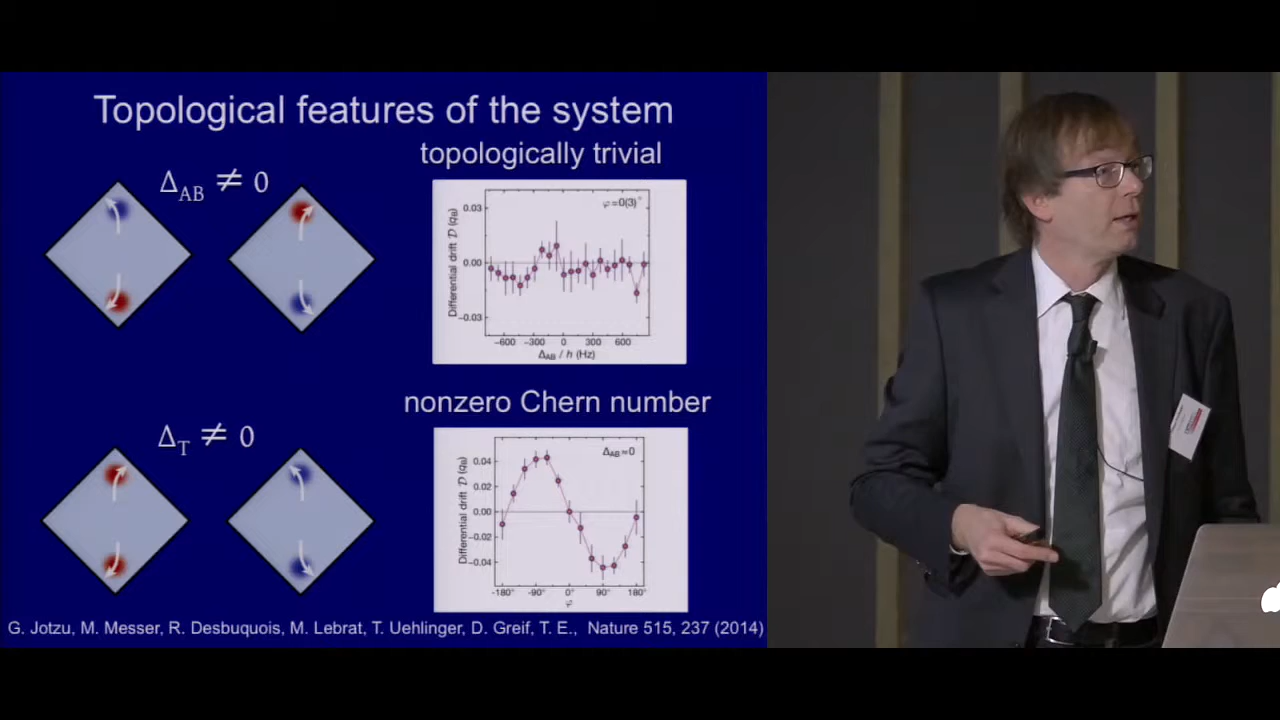 Topological features of the system
topologically trivial
Δ_AB ≠ 0
φ=0(3)°
Differential drift 𝒟 (q_B)
0.03
0.00
−0.03
−600 −300 0 300 600
Δ_AB / h (Hz)
nonzero Chern number
Δ_T ≠ 0
Δ_AB=0
Differential drift 𝒟 (q_B)
0.04
0.02
0.00
−0.02
−0.04
-180° -90° 0° 90° 180°
φ
G. Jotzu, M. Messer, R. Desbuquois, M. Lebrat, T. Uehlinger, D. Greif, T. E., Nature 515, 237 (2014)